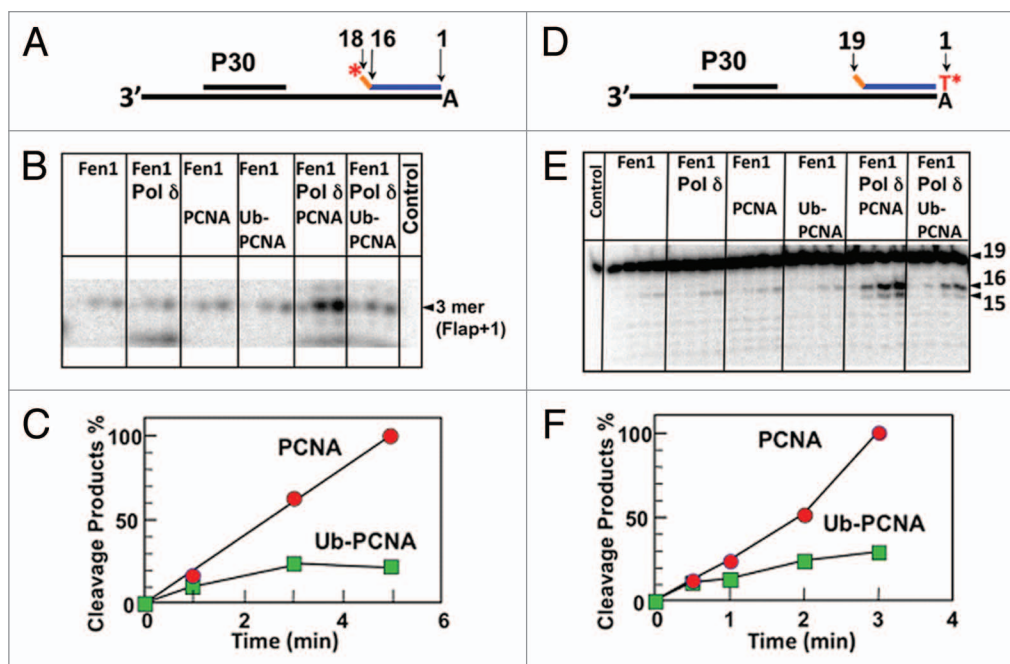 A
18 16 1
*
P30
3’
A
B
Fen1
Fen1 Pol δ
Fen1 PCNA
Fen1 Ub-PCNA
Fen1 Pol δ PCNA
Fen1 Pol δ Ub-PCNA
Control
3 mer
(Flap+1)
C
Cleavage Products %
100
50
0
PCNA
Ub-PCNA
0 2 4 6
Time (min)
D
19 1
P30
T*
3’
A
E
Control
Fen1
Fen1 Pol δ
Fen1 PCNA
Fen1 Ub-PCNA
Fen1 Pol δ PCNA
Fen1 Pol δ Ub-PCNA
19
16
15
F
Cleavage Products %
100
50
0
PCNA
Ub-PCNA
0 1 2 3 4
Time (min)